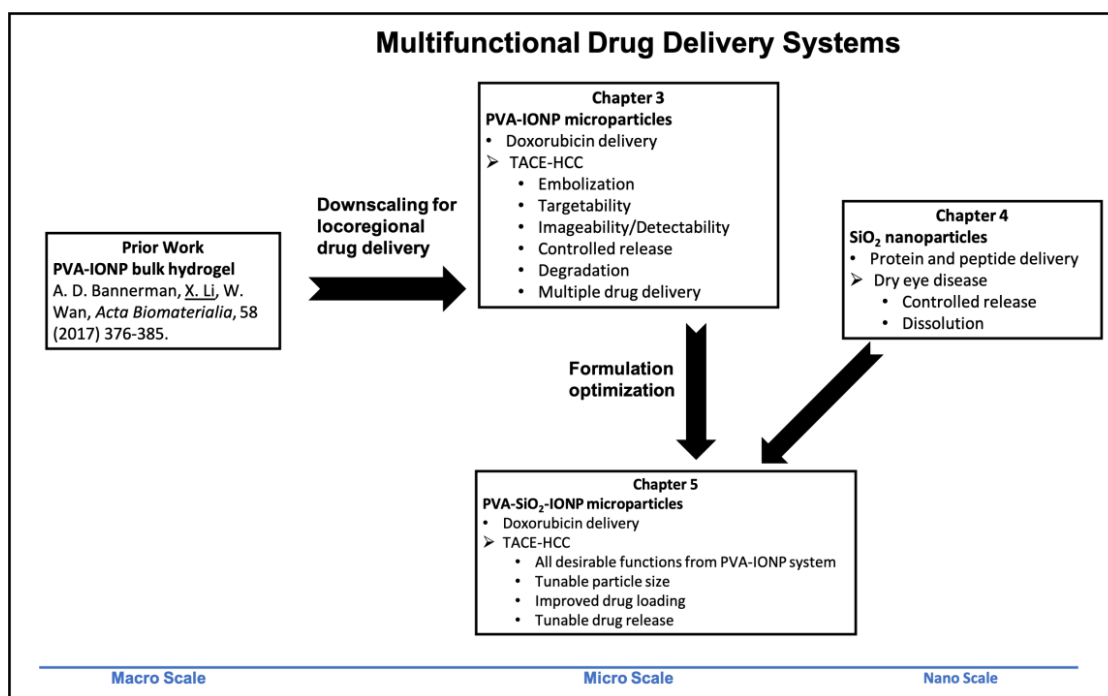 Multifunctional Drug Delivery Systems
Prior Work
PVA-IONP bulk hydrogel
A. D. Bannerman, X. Li, W.
Wan, Acta Biomaterialia, 58
(2017) 376-385.
Downscaling for
locoregional
drug delivery
Chapter 3
PVA-IONP microparticles
• Doxorubicin delivery
➢ TACE-HCC
• Embolization
• Targetability
• Imageability/Detectability
• Controlled release
• Degradation
• Multiple drug delivery
Chapter 4
SiO₂ nanoparticles
• Protein and peptide delivery
➢ Dry eye disease
• Controlled release
• Dissolution
Formulation
optimization
Chapter 5
PVA-SiO₂-IONP microparticles
• Doxorubicin delivery
➢ TACE-HCC
• All desirable functions from PVA-IONP system
• Tunable particle size
• Improved drug loading
• Tunable drug release
Macro Scale
Micro Scale
Nano Scale